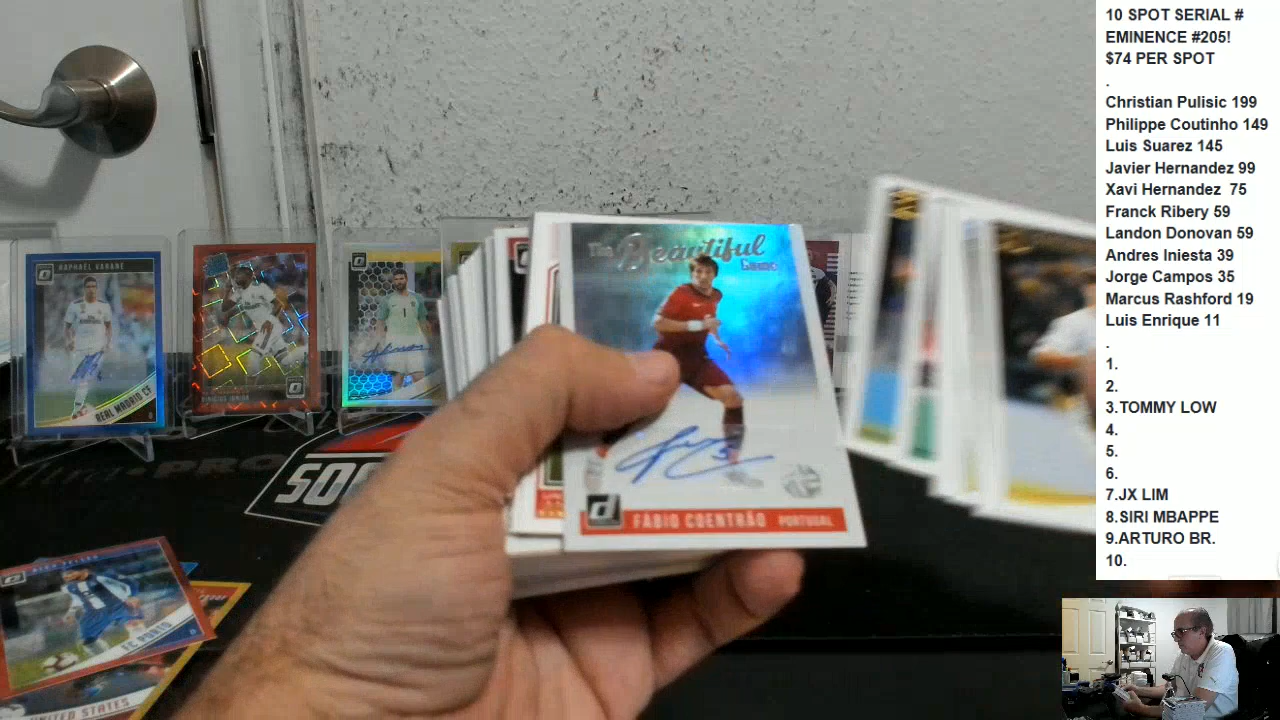 10 SPOT SERIAL #
EMINENCE #205!
$74 PER SPOT
.
Christian Pulisic 199
Philippe Coutinho 149
Luis Suarez 145
Javier Hernandez 99
Xavi Hernandez 75
Franck Ribery 59
Landon Donovan 59
Andres Iniesta 39
Jorge Campos 35
Marcus Rashford 19
Luis Enrique 11
.
1.
2.
3.TOMMY LOW
4.
5.
6.
7.JX LIM
8.SIRI MBAPPE
9.ARTURO BR.
10.
The Beautiful
Game
FÁBIO COENTRÃO PORTUGAL
RAPHAËL VARANE
REAL MADRID CF
FC PORTO
UNITED STATES